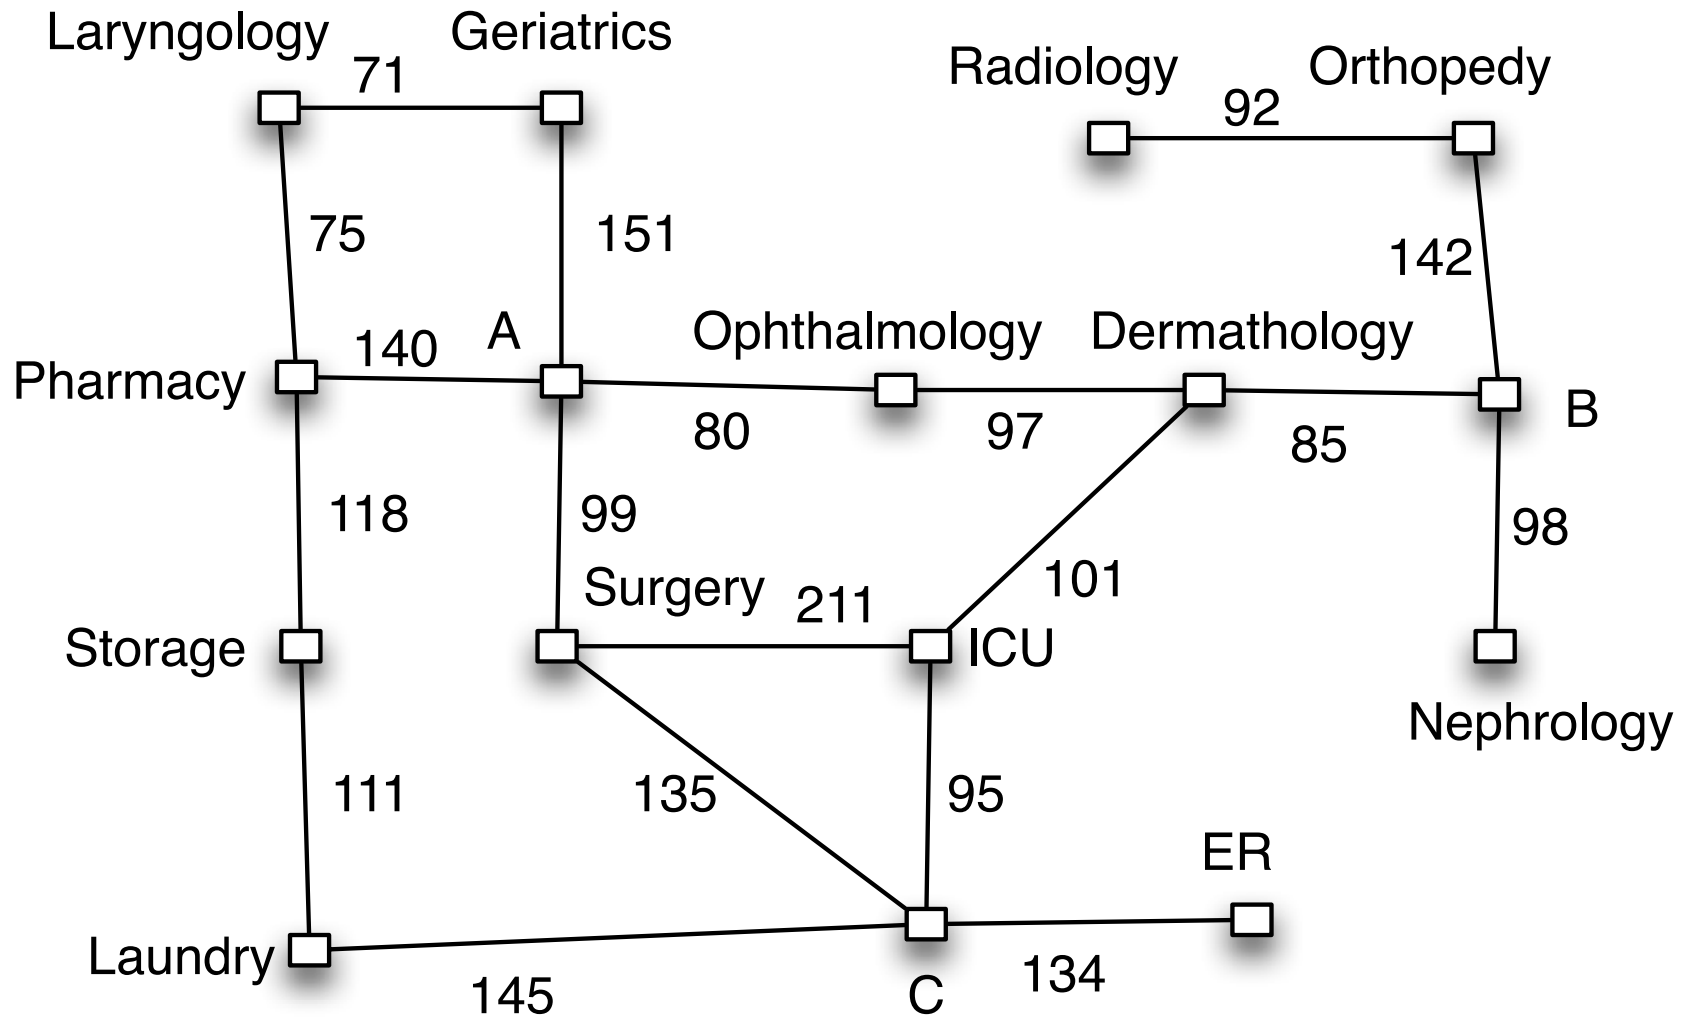 Laryngology
Geriatrics
71
Radiology
Orthopedy
92
75
151
142
Pharmacy
140
A
Ophthalmology
Dermathology
B
80
97
85
118
99
98
Surgery
211
101
Storage
ICU
Nephrology
111
135
95
ER
Laundry
145
C
134